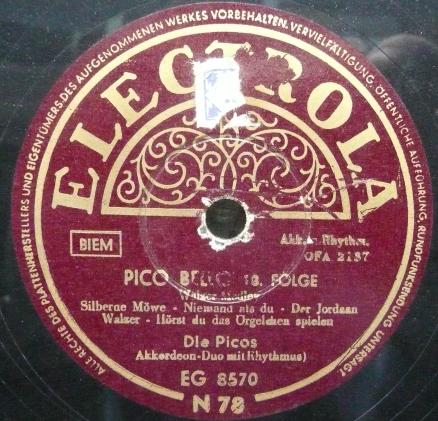 ALLE RECHTE DES PLATTENHERSTELLERS UND EIGENTÜMERS, DES AUFGENOMMENEN WERKES VORBEHALTEN. VERVIELFÄLTIGUNG, ÖFFENTLICHE AUFFÜHRUNG, RUNDFUNKSENDUNG UNTERSAGT
ELECTROLA
BIEM
Rhythm.
OFA 2137
PICO 18. FOLGE
Walzer
Silberne Möwe - Niemand als du - Der Jordaan
Walzer - Hörst du das Orgelchen spielen
Die Picos
Akkordeon-Duo mit Rhythmus)
EG 8570
N 78